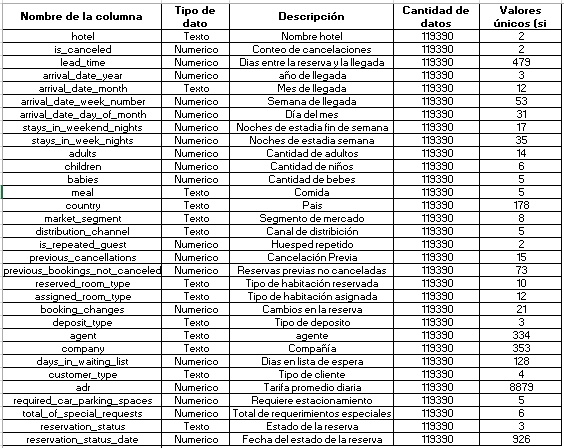 Nombre de la columna Tipo de dato Descripción Cantidad de datos Valores únicos (si
hotel Texto Nombre hotel 119390 2
is_canceled Numerico Conteo de cancelaciones 119390 2
lead_time Numerico Dias entre la reserva y la llegada 119390 479
arrival_date_year Numerico año de llegada 119390 3
arrival_date_month Texto Mes de llegada 119390 12
arrival_date_week_number Numerico Semana de llegada 119390 53
arrival_date_day_of_month Numerico Día del mes 119390 31
stays_in_weekend_nights Numerico Noches de estadia fin de semana 119390 17
stays_in_week_nights Numerico Noches de estadia semana 119390 35
adults Numerico Cantidad de adultos 119390 14
children Numerico Cantidad de niños 119390 6
babies Numerico Cantidad de bebes 119390 5
meal Texto Comida 119390 5
country Texto Pais 119390 178
market_segment Texto Segmento de mercado 119390 8
distribution_channel Texto Canal de distribición 119390 5
is_repeated_guest Numerico Huesped repetido 119390 2
previous_cancellations Numerico Cancelación Previa 119390 15
previous_bookings_not_canceled Numerico Reservas previas no canceladas 119390 73
reserved_room_type Texto Tipo de habitación reservada 119390 10
assigned_room_type Texto Tipo de habitación asignada 119390 12
booking_changes Numerico Cambios en la reserva 119390 21
deposit_type Texto Tipo de deposito 119390 3
agent Texto agente 119390 334
company Texto Compañía 119390 353
days_in_waiting_list Numerico Dias en lista de espera 119390 128
customer_type Texto Tipo de cliente 119390 4
adr Numerico Tarifa promedio diaria 119390 8879
required_car_parking_spaces Numerico Requiere estacionamiento 119390 5
total_of_special_requests Numerico Total de requerimientos especiales 119390 6
reservation_status Texto Estado de la reserva 119390 3
reservation_status_date Numerico Fecha del estado de la reserva 119390 926